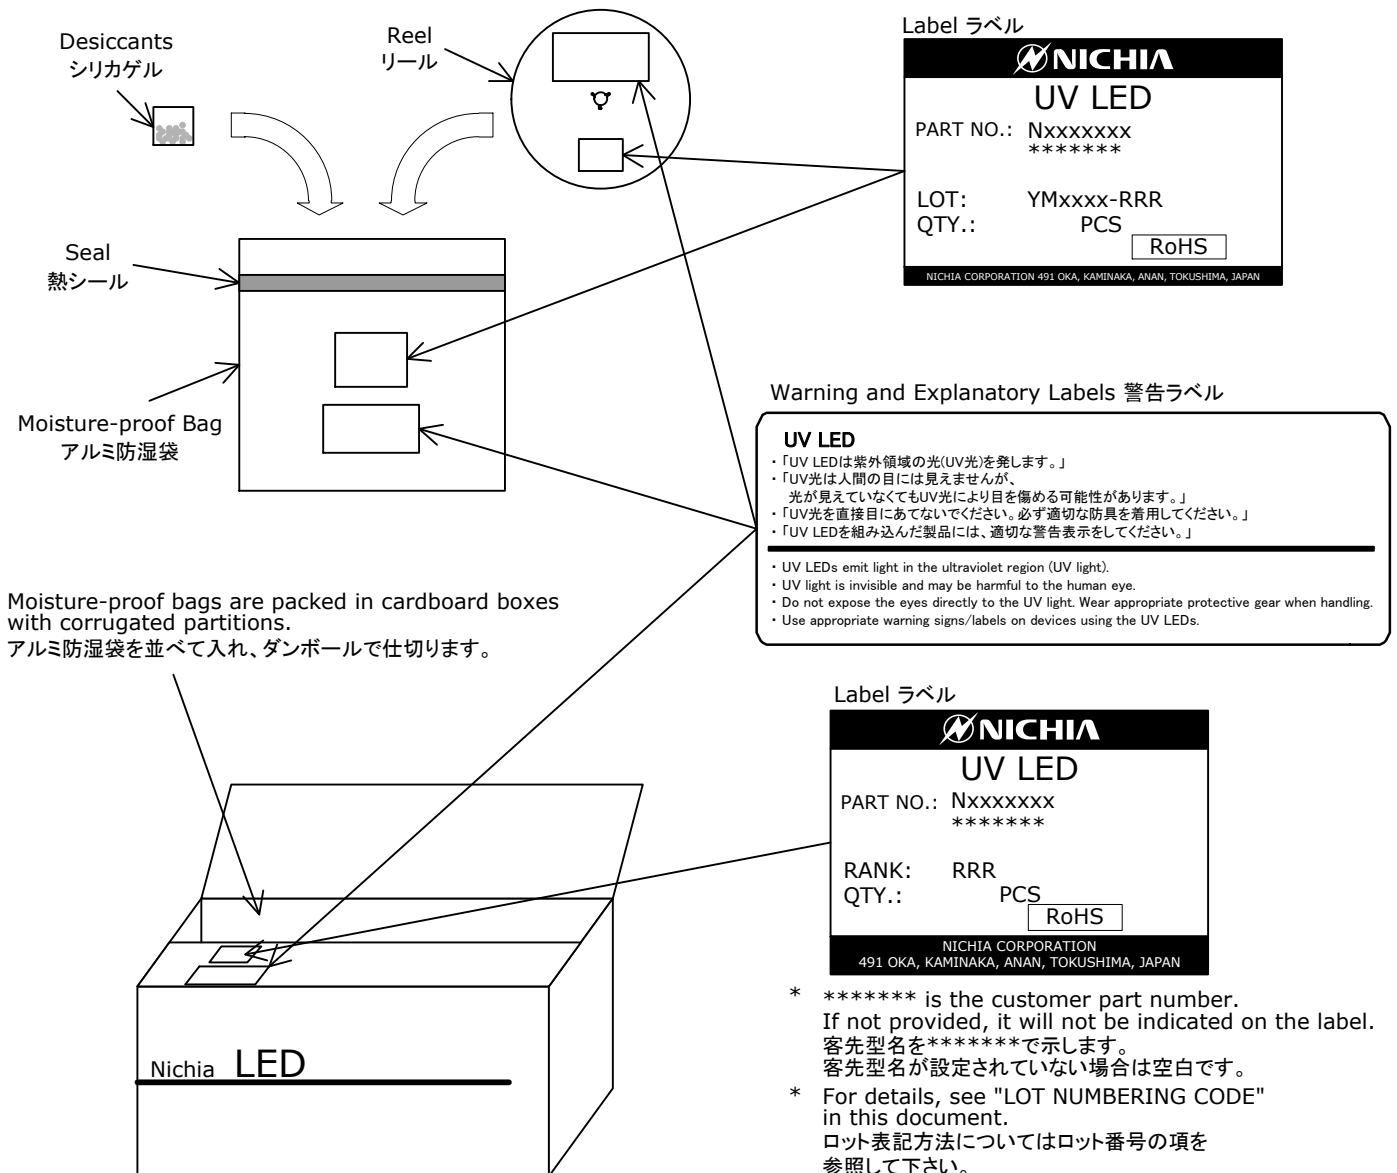 Desiccants
シリカゲル
Reel
リール
Label ラベル
NICHIA
UV LED
PART NO.: Nxxxxxxx
*******
LOT: YMxxxx-RRR
QTY.: PCS
RoHS
NICHIA CORPORATION 491 OKA, KAMINAKA, ANAN, TOKUSHIMA, JAPAN
Seal
熱シール
Moisture-proof Bag
アルミ防湿袋
Warning and Explanatory Labels 警告ラベル
UV LED
・「UV LEDは紫外領域の光(UV光)を発します。」
・「UV光は人間の目には見えませんが、
光が見えていなくてもUV光により目を傷める可能性があります。」
・「UV光を直接目にあてないでください。必ず適切な防具を着用してください。」
・「UV LEDを組み込んだ製品には、適切な警告表示をしてください。」
・ UV LEDs emit light in the ultraviolet region (UV light).
・ UV light is invisible and may be harmful to the human eye.
・ Do not expose the eyes directly to the UV light. Wear appropriate protective gear when handling.
・ Use appropriate warning signs/labels on devices using the UV LEDs.
Moisture-proof bags are packed in cardboard boxes
with corrugated partitions.
アルミ防湿袋を並べて入れ、ダンボールで仕切ります。
Label ラベル
NICHIA
UV LED
PART NO.: Nxxxxxxx
*******
RANK: RRR
QTY.: PCS
RoHS
NICHIA CORPORATION
491 OKA, KAMINAKA, ANAN, TOKUSHIMA, JAPAN
Nichia LED
* ******* is the customer part number.
If not provided, it will not be indicated on the label.
客先型名を*******で示します。
客先型名が設定されていない場合は空白です。
* For details, see "LOT NUMBERING CODE"
in this document.
ロット表記方法についてはロット番号の項を
参照して下さい。